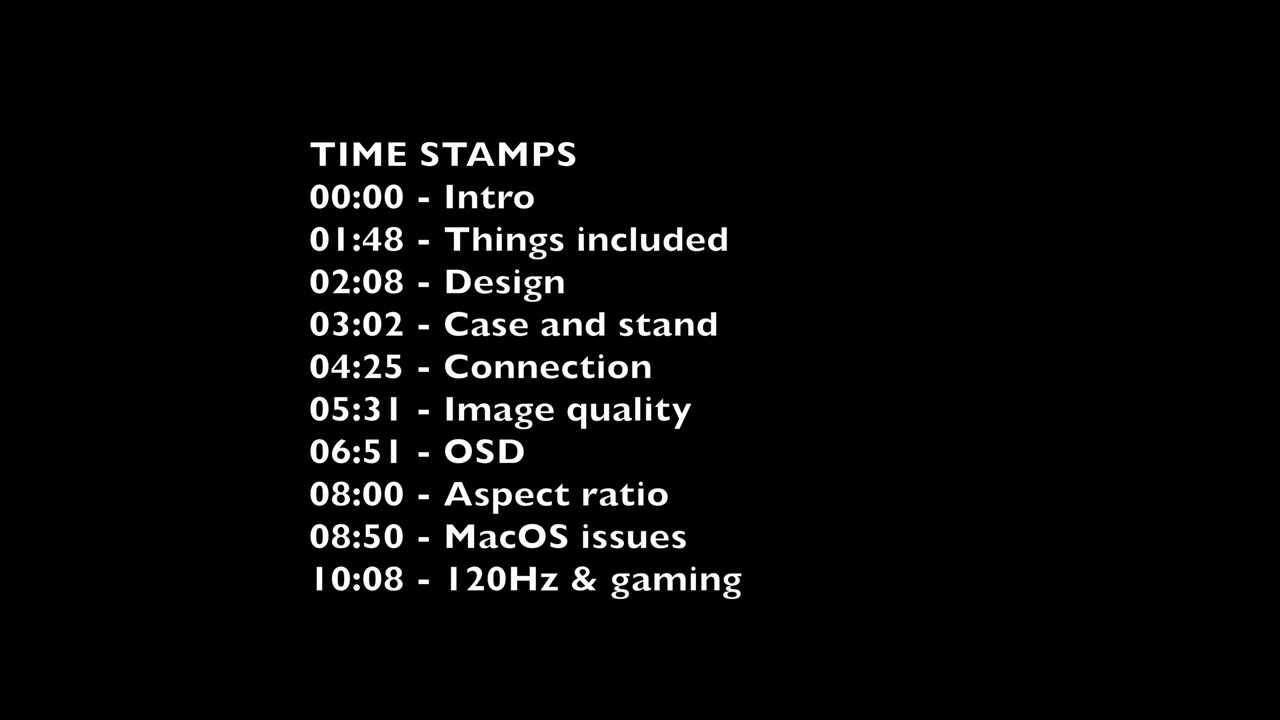 TIME STAMPS
00:00 - Intro
01:48 - Things included
02:08 - Design
03:02 - Case and stand
04:25 - Connection
05:31 - Image quality
06:51 - OSD
08:00 - Aspect ratio
08:50 - MacOS issues
10:08 - 120Hz & gaming